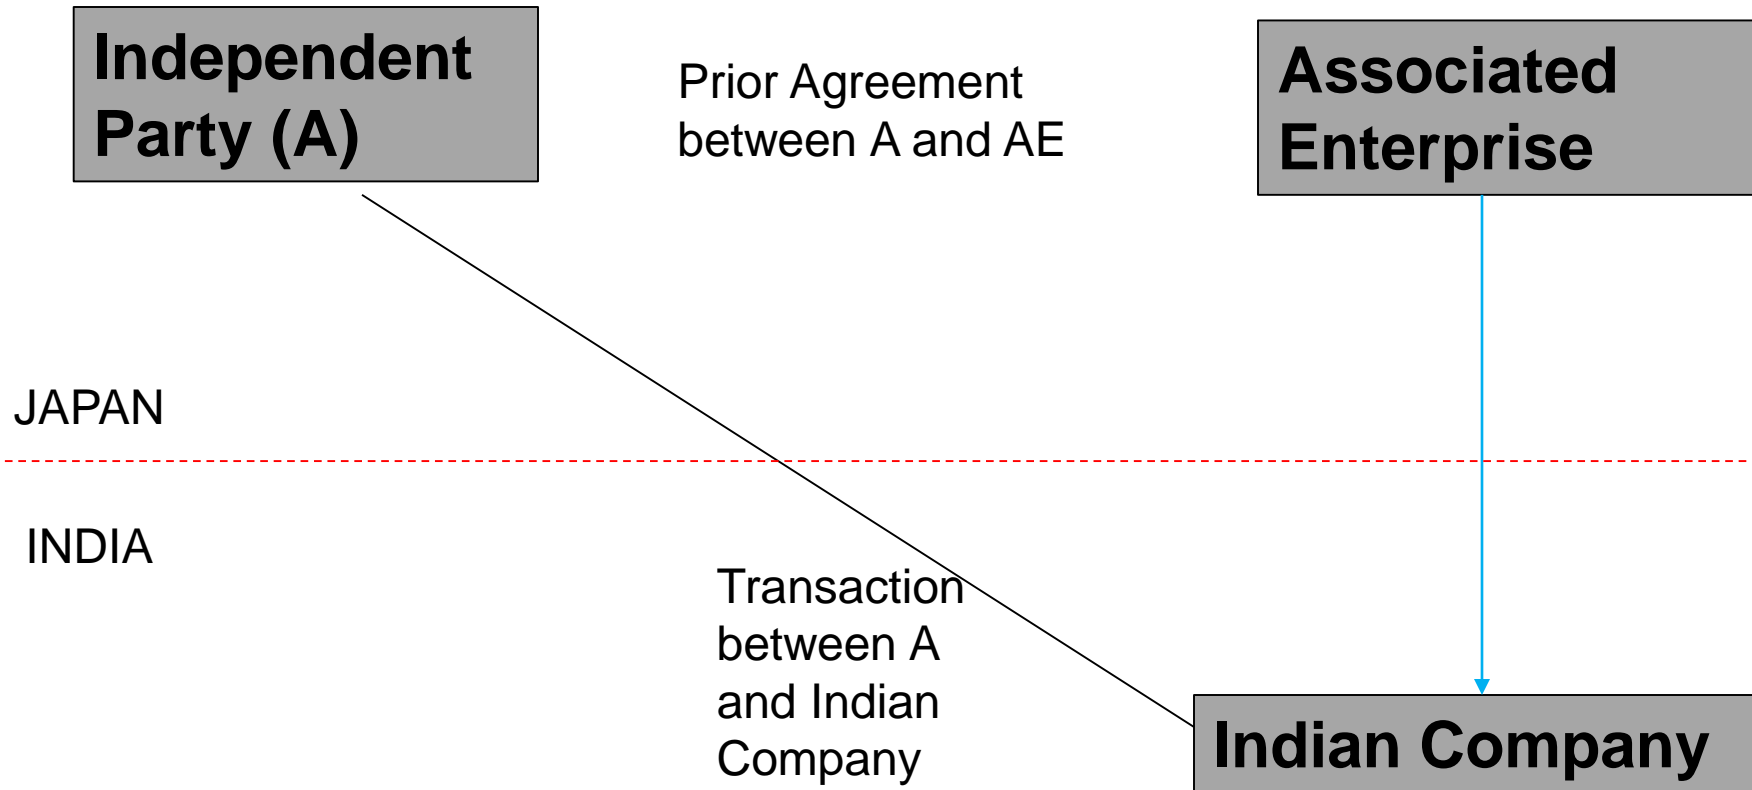 Independent
Party (A)
Prior Agreement
between A and AE
Associated
Enterprise
JAPAN
INDIA
Transaction
between A
and Indian
Company
Indian Company